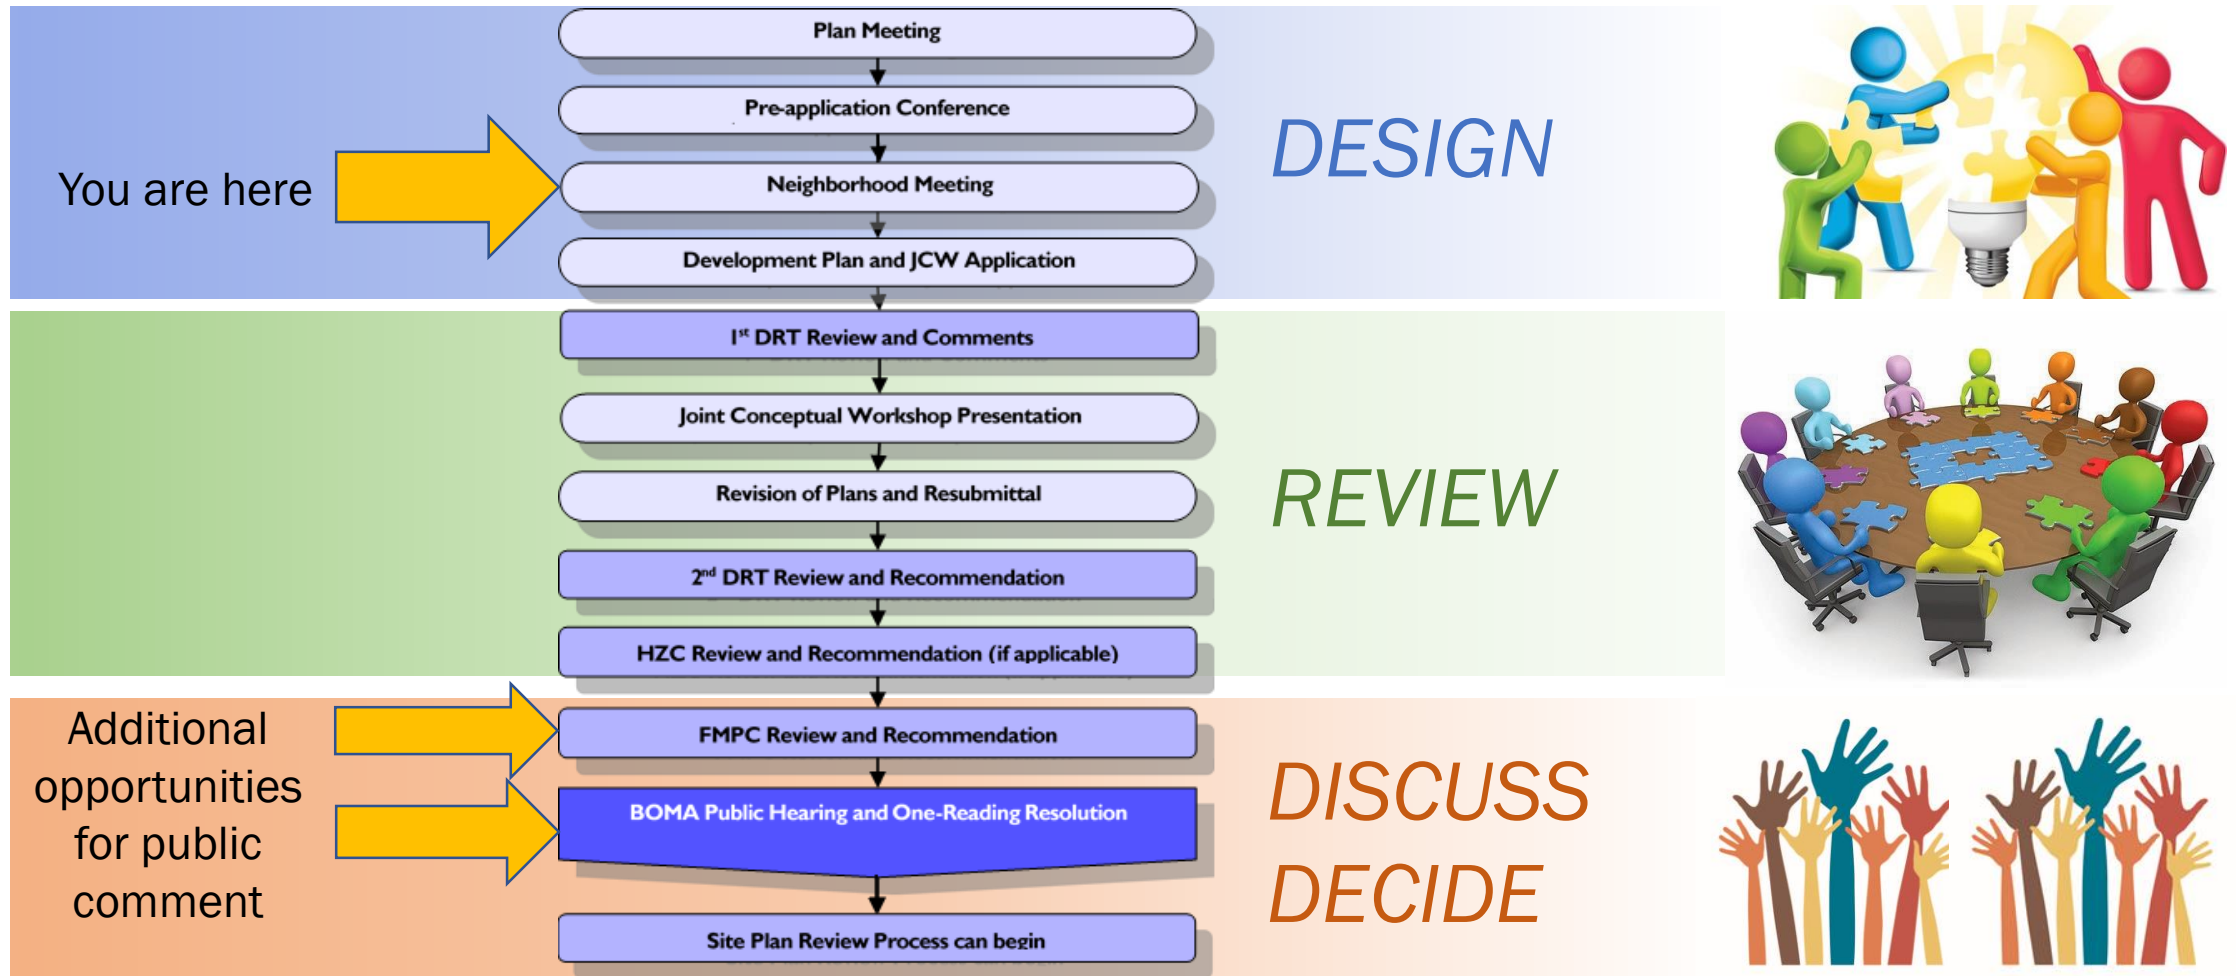 Plan Meeting
Pre-application Conference
You are here
Neighborhood Meeting
Development Plan and JCW Application
DESIGN
1st DRT Review and Comments
Joint Conceptual Workshop Presentation
Revision of Plans and Resubmittal
2nd DRT Review and Recommendation
HZC Review and Recommendation (if applicable)
REVIEW
Additional
opportunities
for public
comment
FMPC Review and Recommendation
BOMA Public Hearing and One-Reading Resolution
Site Plan Review Process can begin
DISCUSS
DECIDE